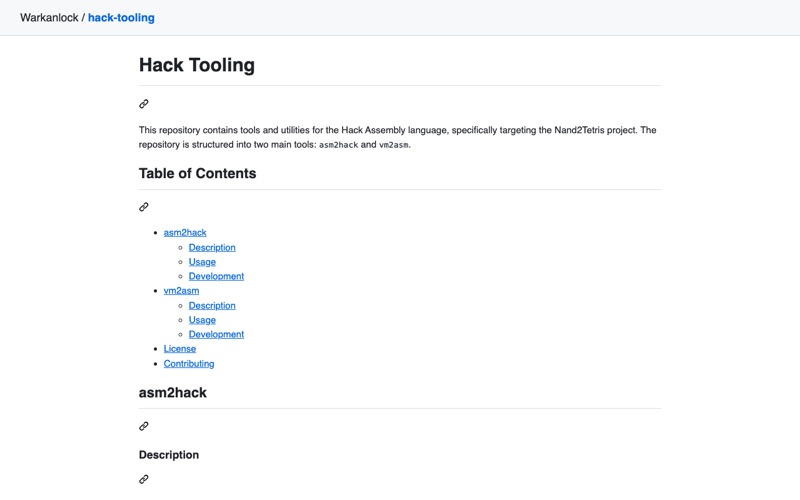 Warkanlock / hack-tooling
Hack Tooling
This repository contains tools and utilities for the Hack Assembly language, specifically targeting the Nand2Tetris project. The
repository is structured into two main tools: asm2hack and vm2asm.
Table of Contents
asm2hack
Description
Usage
Development
vm2asm
Description
Usage
Development
License
Contributing
asm2hack
Description